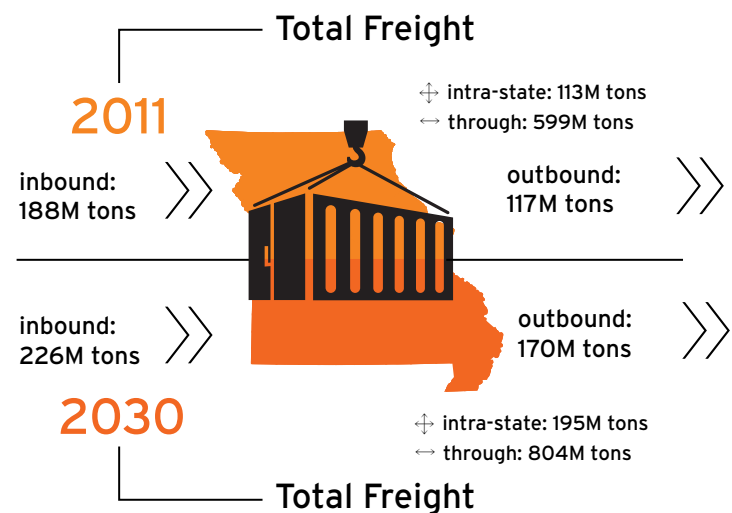 Total Freight
2011
intra-state: 113M tons
through: 599M tons
inbound:
188M tons
outbound:
117M tons
inbound:
226M tons
outbound:
170M tons
2030
intra-state: 195M tons
through: 804M tons
Total Freight